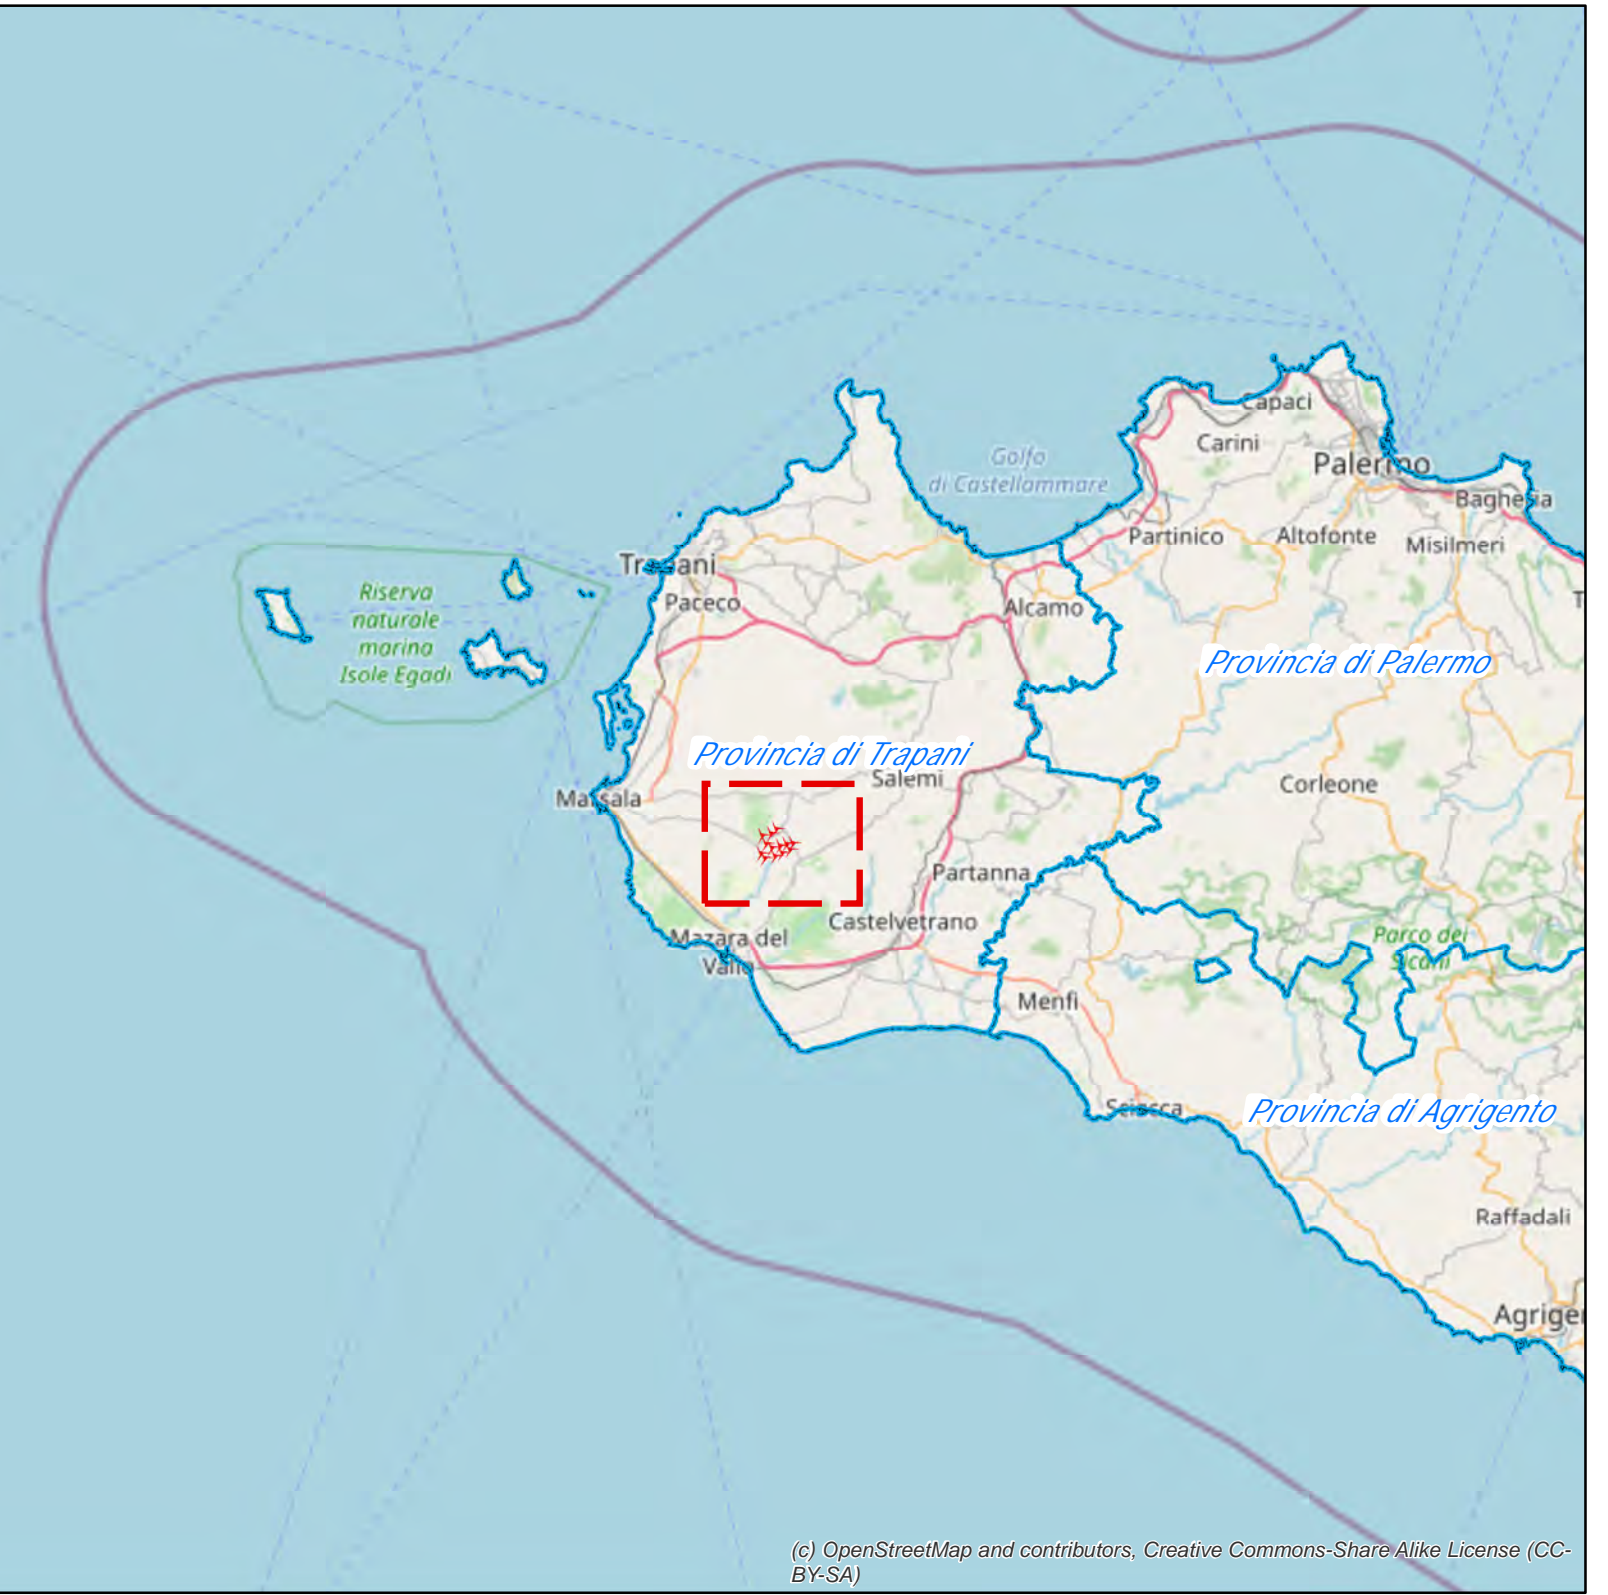 Capaci
Carini
Palermo
Golfo
di Castellammare
Bagheria
Partinico
Altofonte
Misilmeri
Trapani
Riserva
naturale
marina
Isole Egadi
Paceco
Alcamo
T
Provincia di Palermo
Provincia di Trapani
Salemi
Corleone
Marsala
Partanna
Castelvetrano
Mazara del
Vallo
Parco dei
Sicani
Menfi
Sciacca
Provincia di Agrigento
Raffadali
Agrige
(c) OpenStreetMap and contributors, Creative Commons-Share Alike License (CC-
BY-SA)